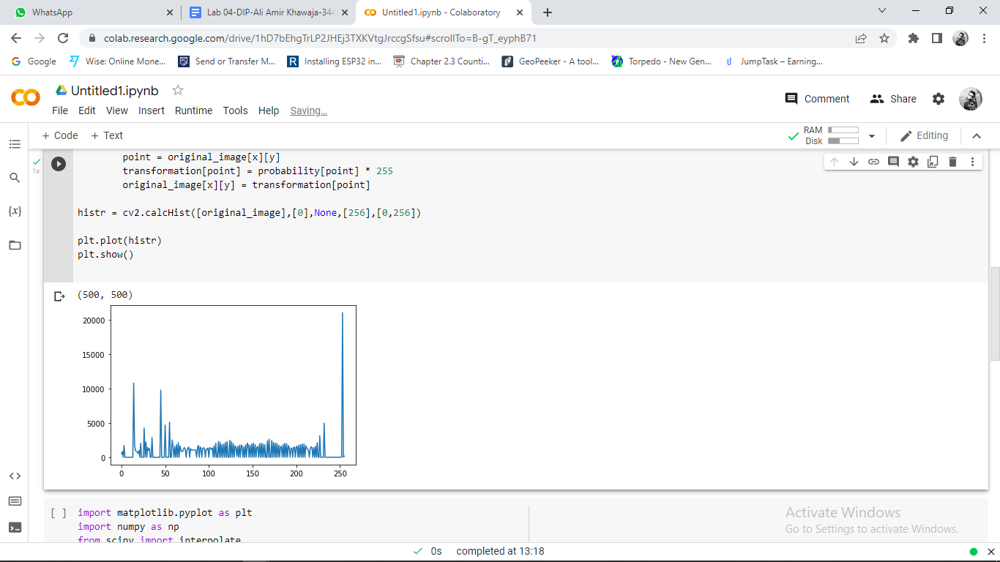 WhatsApp
Lab 04-DIP-Ali Amir Khawaja-344
Untitled1.ipynb - Colaboratory
colab.research.google.com/drive/1hD7bEhgTrLP2JHEj3TXKVtgJrccgSfsu#scrollTo=B-gT_eyphB71
Google
Wise: Online Mone...
Send or Transfer M...
Installing ESP32 in...
Chapter 2.3 Counti...
GeoPeeker - A tool...
Torpedo - New Gen...
JumpTask – Earning...
Untitled1.ipynb
File Edit View Insert Runtime Tools Help Saving...
Comment
Share
+ Code + Text
RAM
Disk
Editing
1s
point = original_image[x][y]
transformation[point] = probability[point] * 255
original_image[x][y] = transformation[point]
histr = cv2.calcHist([original_image],[0],None,[256],[0,256])
plt.plot(histr)
plt.show()
{x}
(500, 500)
20000
15000
10000
5000
0
0 50 100 150 200 250
[ ] import matplotlib.pyplot as plt
import numpy as np
from scipy import interpolate
Activate Windows
Go to Settings to activate Windows.
0s completed at 13:18